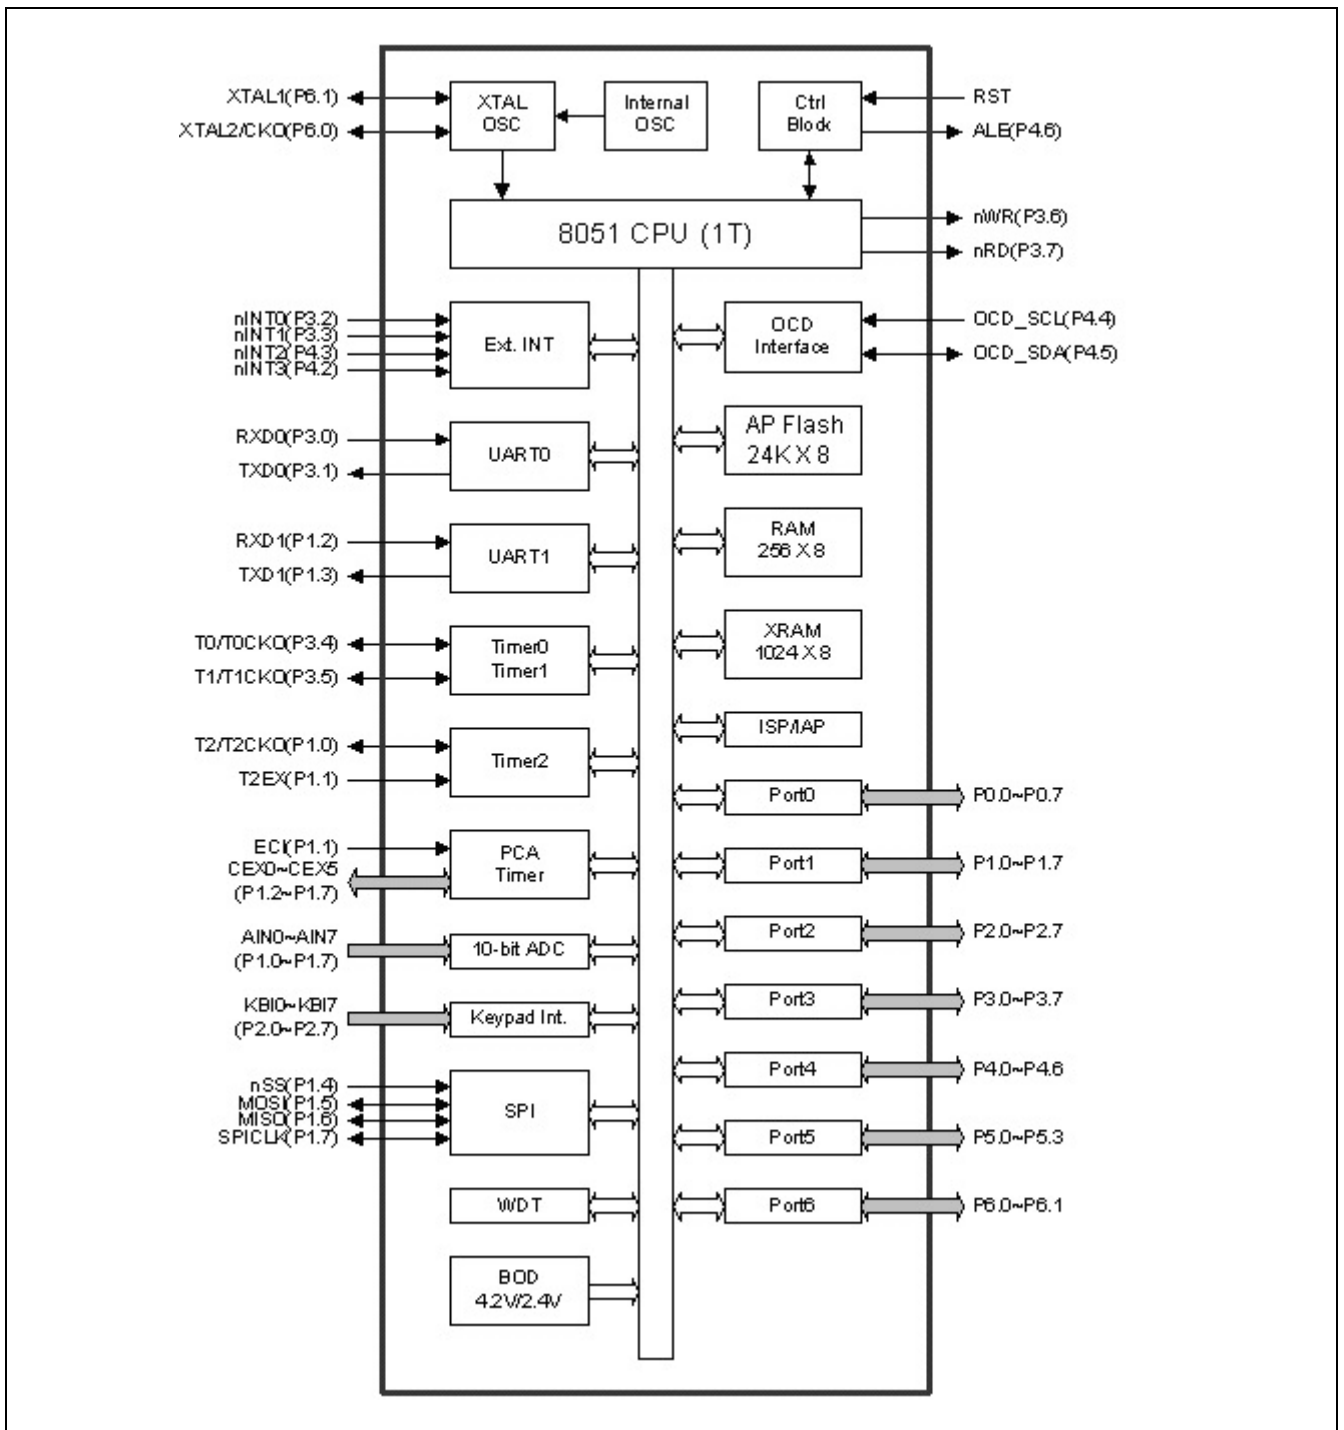 XTAL1(P6.1)
XTAL2/CKO(P6.0)
XTAL
OSC
Internal
OSC
Ctrl
Block
RST
ALE(P4.6)
8051 CPU (1T)
nWR(P3.6)
nRD(P3.7)
nINT0(P3.2)
nINT1(P3.3)
nINT2(P4.3)
nINT3(P4.2)
Ext. INT
OCD
Interface
OCD_SCL(P4.4)
OCD_SDA(P4.5)
RXD0(P3.0)
TXD0(P3.1)
UART0
AP Flash
24K X 8
RXD1(P1.2)
TXD1(P1.3)
UART1
RAM
256 X 8
T0/T0CKO(P3.4)
T1/T1CKO(P3.5)
Timer0
Timer1
XRAM
1024 X 8
T2/T2CKO(P1.0)
T2EX(P1.1)
Timer2
ISP/IAP
Port0
P0.0~P0.7
ECI(P1.1)
CEX0~CEX5
(P1.2~P1.7)
PCA
Timer
Port1
P1.0~P1.7
AIN0~AIN7
(P1.0~P1.7)
10-bit ADC
Port2
P2.0~P2.7
KBI0~KBI7
(P2.0~P2.7)
Keypad Int.
Port3
P3.0~P3.7
nSS(P1.4)
MOSI(P1.5)
MISO(P1.6)
SPICLK(P1.7)
SPI
Port4
P4.0~P4.6
Port5
P5.0~P5.3
WDT
Port6
P6.0~P6.1
BOD
4.2V/2.4V